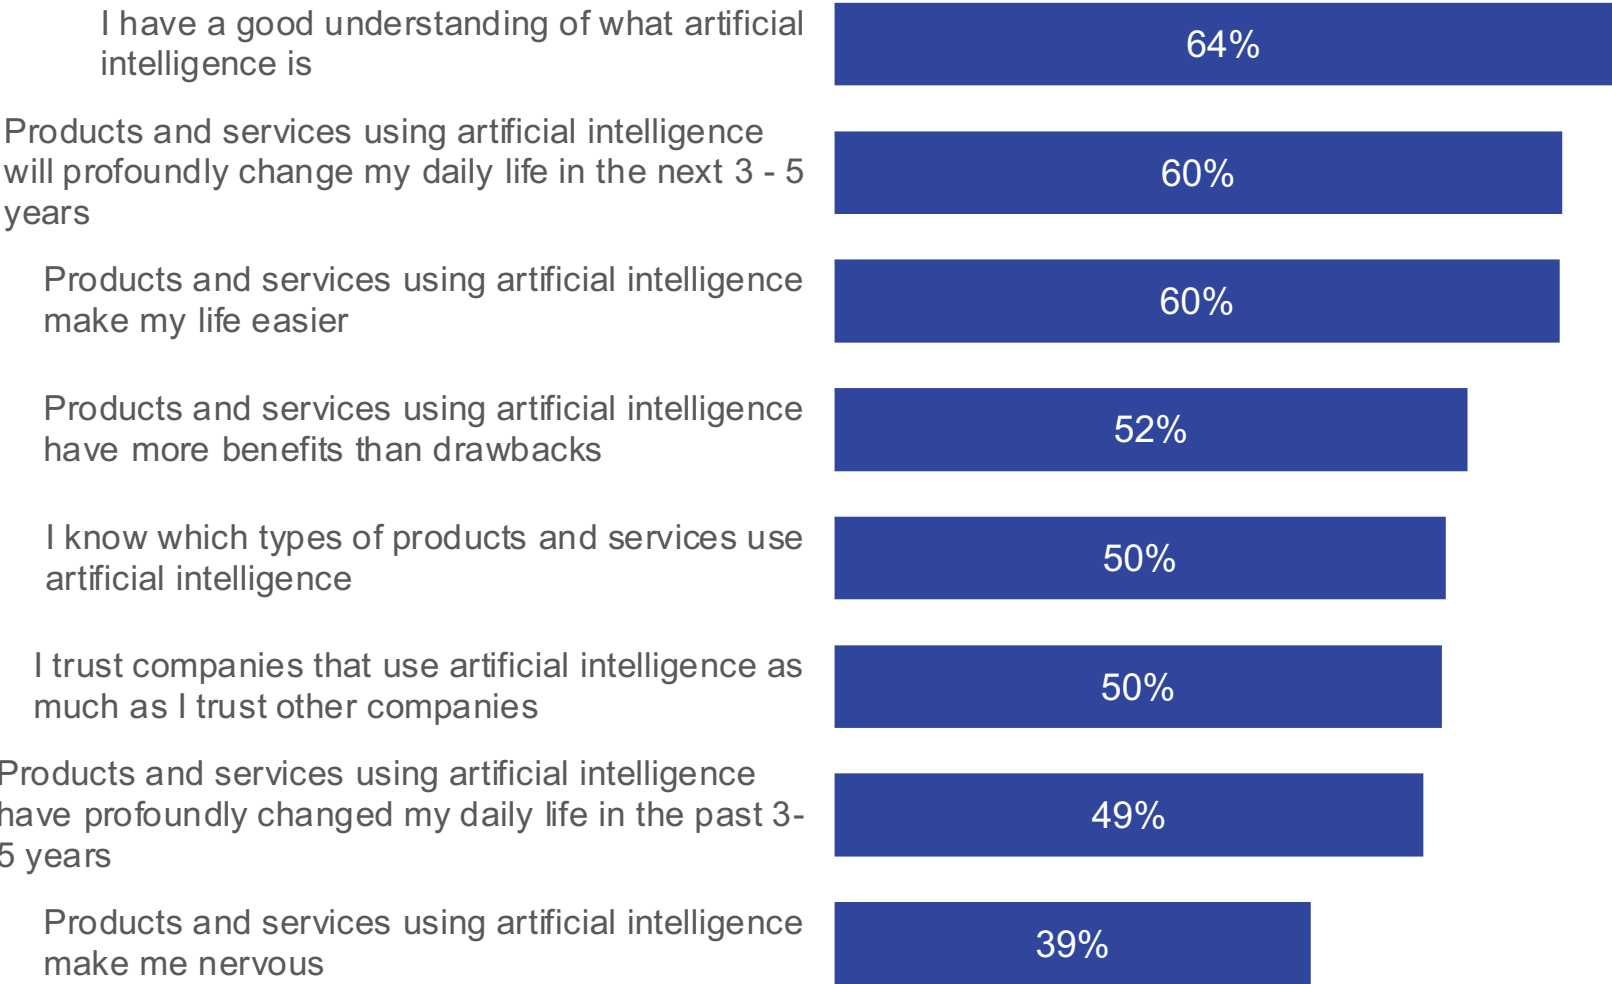 I have a good understanding of what artificial
intelligence is
64%
Products and services using artificial intelligence
will profoundly change my daily life in the next 3 - 5
years
60%
Products and services using artificial intelligence
make my life easier
60%
Products and services using artificial intelligence
have more benefits than drawbacks
52%
I know which types of products and services use
artificial intelligence
50%
I trust companies that use artificial intelligence as
much as I trust other companies
50%
Products and services using artificial intelligence
have profoundly changed my daily life in the past 3-
5 years
49%
Products and services using artificial intelligence
make me nervous
39%